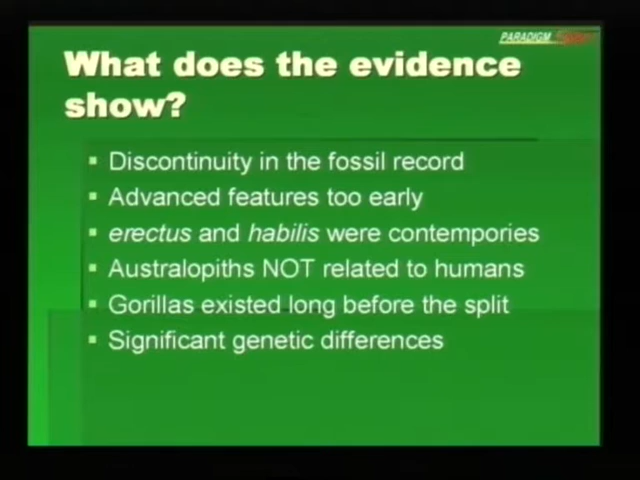 PARADIGM
What does the evidence
show?
Discontinuity in the fossil record
Advanced features too early
erectus and habilis were contempories
Australopiths NOT related to humans
Gorillas existed long before the split
Significant genetic differences